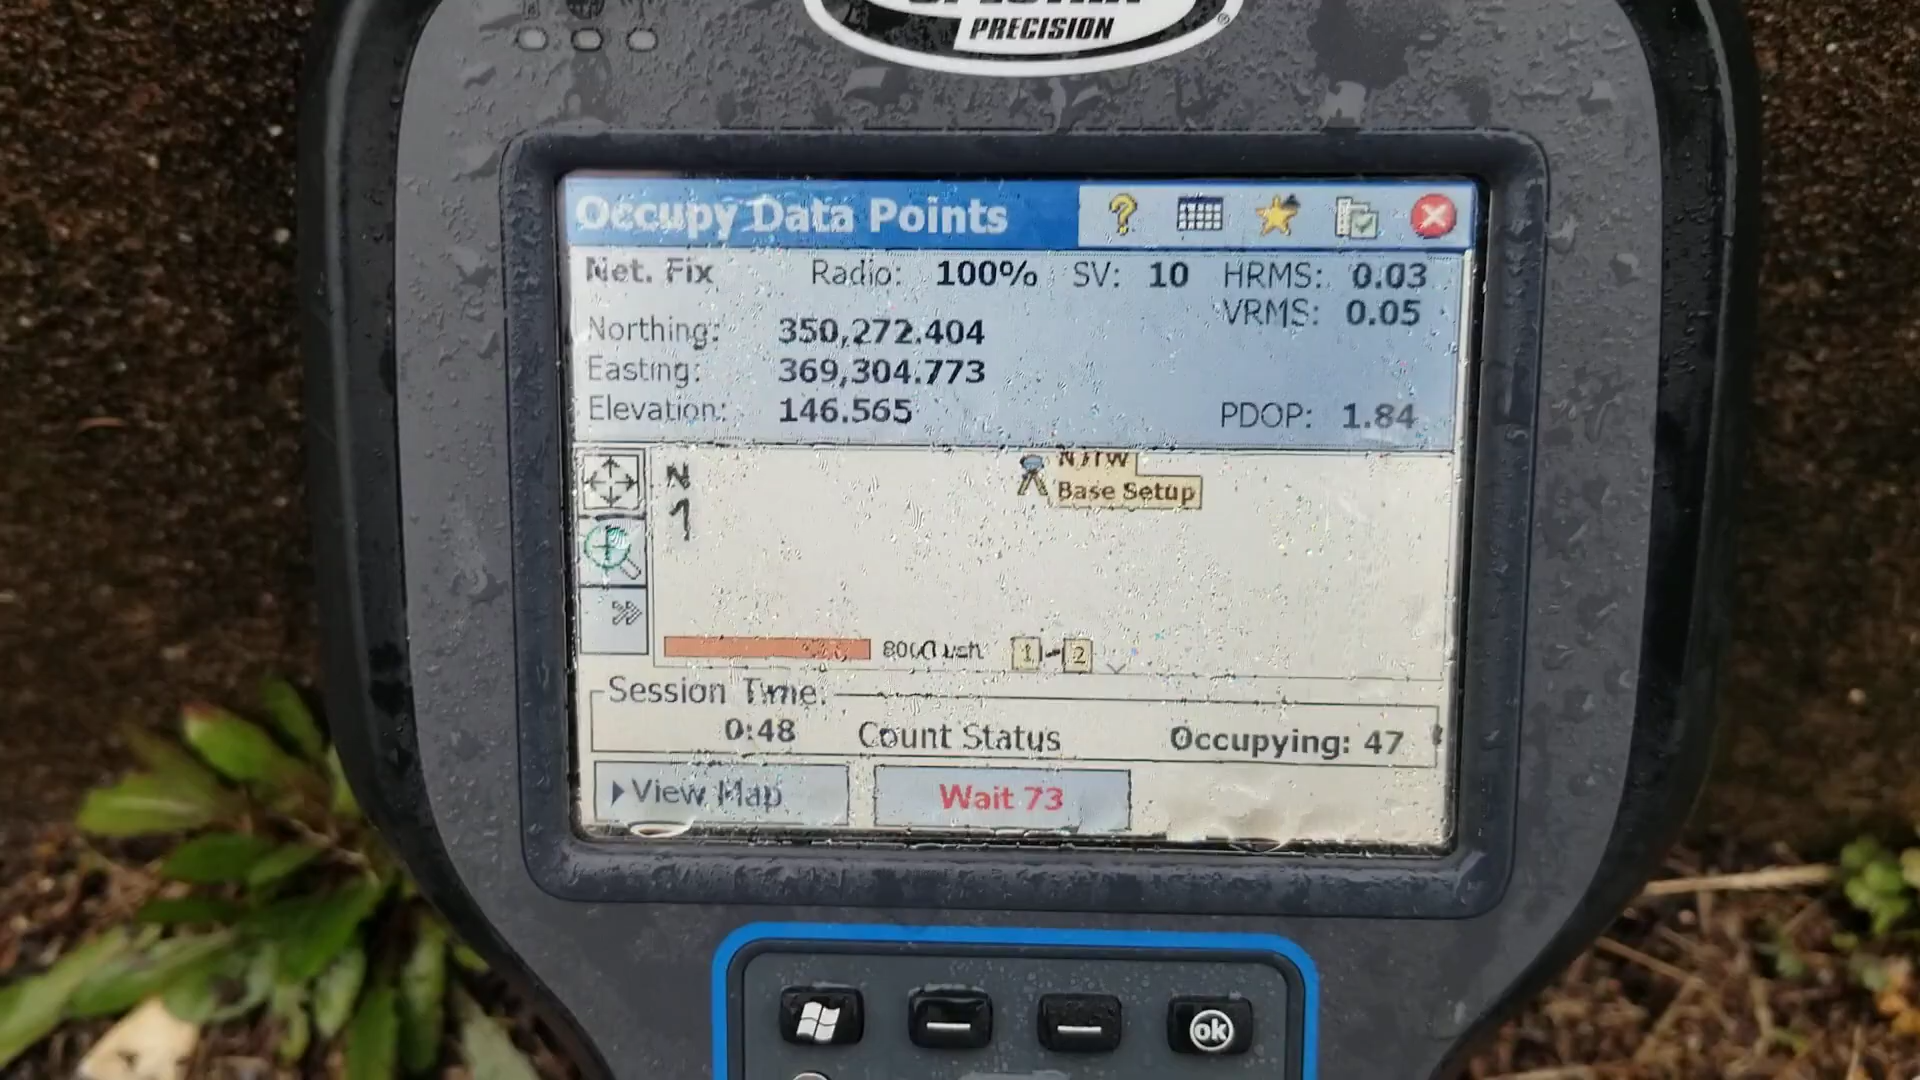 PRECISION
Occupy Data Points
Net. Fix Radio: 100% SV: 10 HRMS: 0.03
VRMS: 0.05
Northing: 350,272.404
Easting: 369,304.773
Elevation: 146.565 PDOP: 1.84
N
Base Setup
1 2
Session Time:
0:48 Count Status Occupying: 47
View Map Wait 73
ok